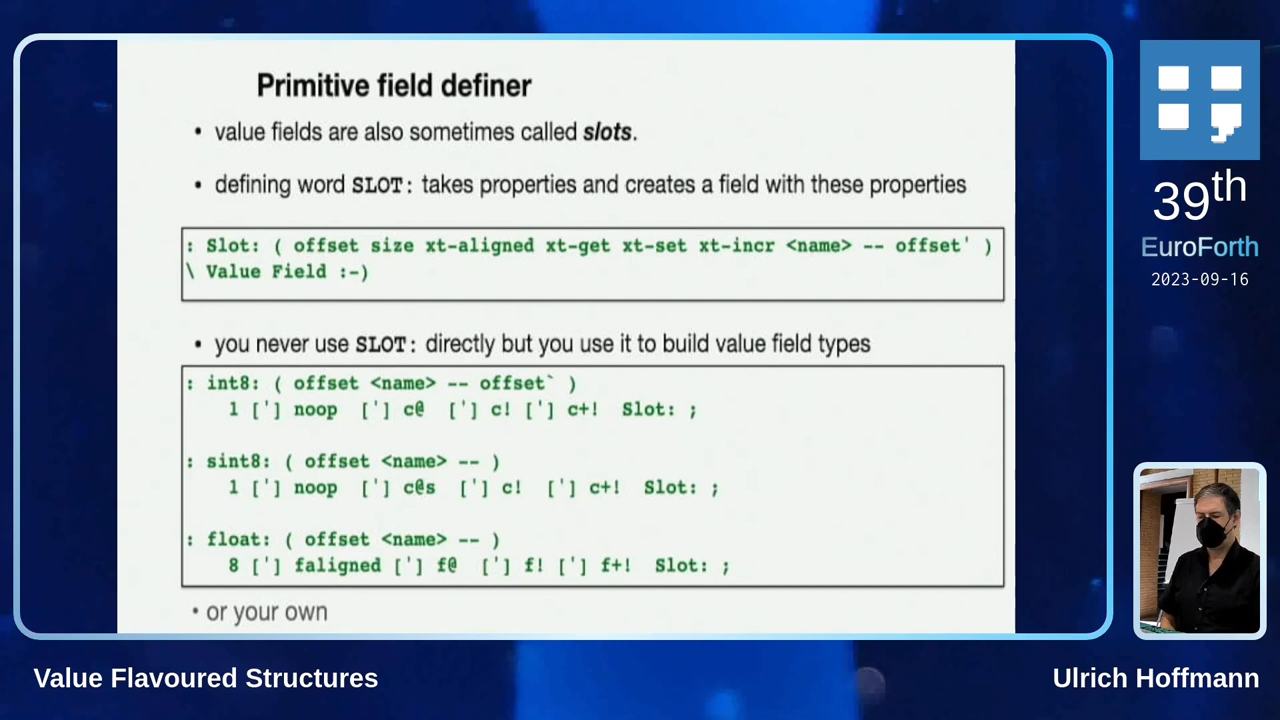 Primitive field definer
• value fields are also sometimes called slots.
• defining word SLOT: takes properties and creates a field with these properties
: Slot: ( offset size xt-aligned xt-get xt-set xt-incr <name> -- offset' )
\ Value Field :-)
• you never use SLOT: directly but you use it to build value field types
: int8: ( offset <name> -- offset` )
1 ['] noop ['] c@ ['] c! ['] c+! Slot: ;
: sint8: ( offset <name> -- )
1 ['] noop ['] c@s ['] c! ['] c+! Slot: ;
: float: ( offset <name> -- )
8 ['] faligned ['] f@ ['] f! ['] f+! Slot: ;
• or your own
39th
EuroForth
2023-09-16
Value Flavoured Structures
Ulrich Hoffmann